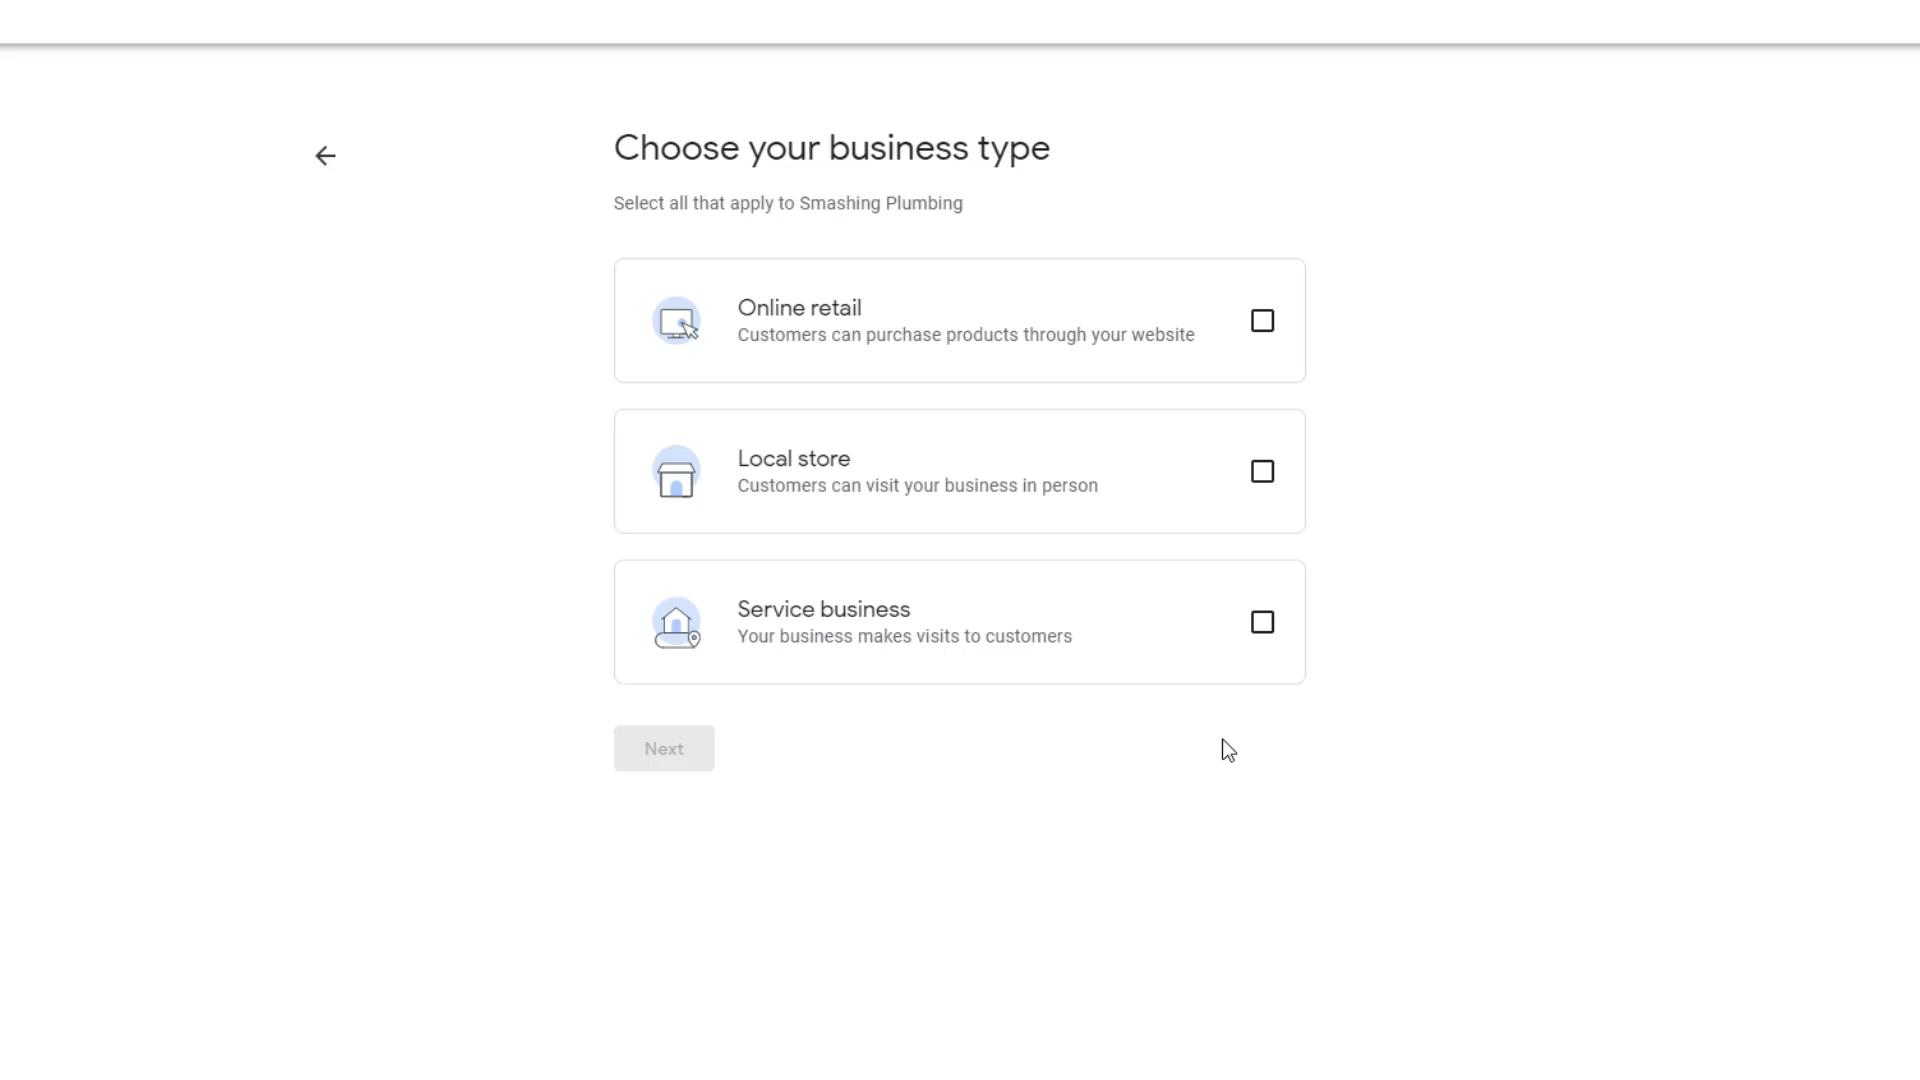 Choose your business type
Select all that apply to Smashing Plumbing
Online retail
Customers can purchase products through your website
Local store
Customers can visit your business in person
Service business
Your business makes visits to customers
Next